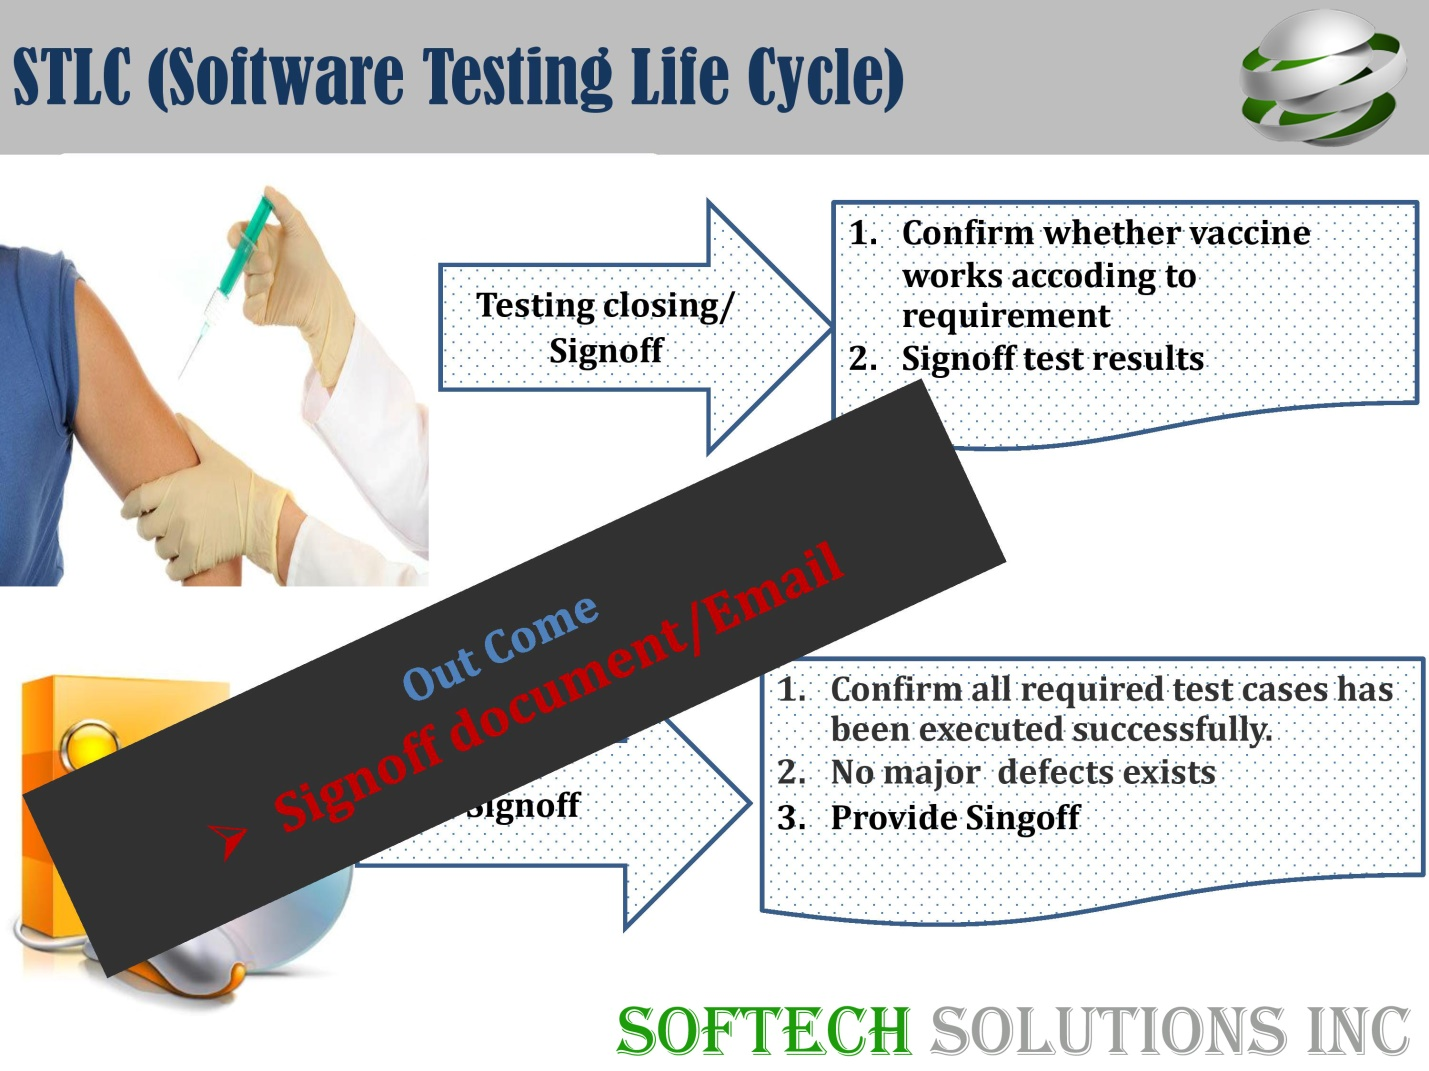 STLC (Software Testing Life Cycle)
Testing closing/
Signoff
1. Confirm whether vaccine
works accoding to
requirement
2. Signoff test results
Out Come
➢ Signoff document/Email
Signoff
1. Confirm all required test cases has
been executed successfully.
2. No major defects exists
3. Provide Singoff
SOFTECH SOLUTIONS INC